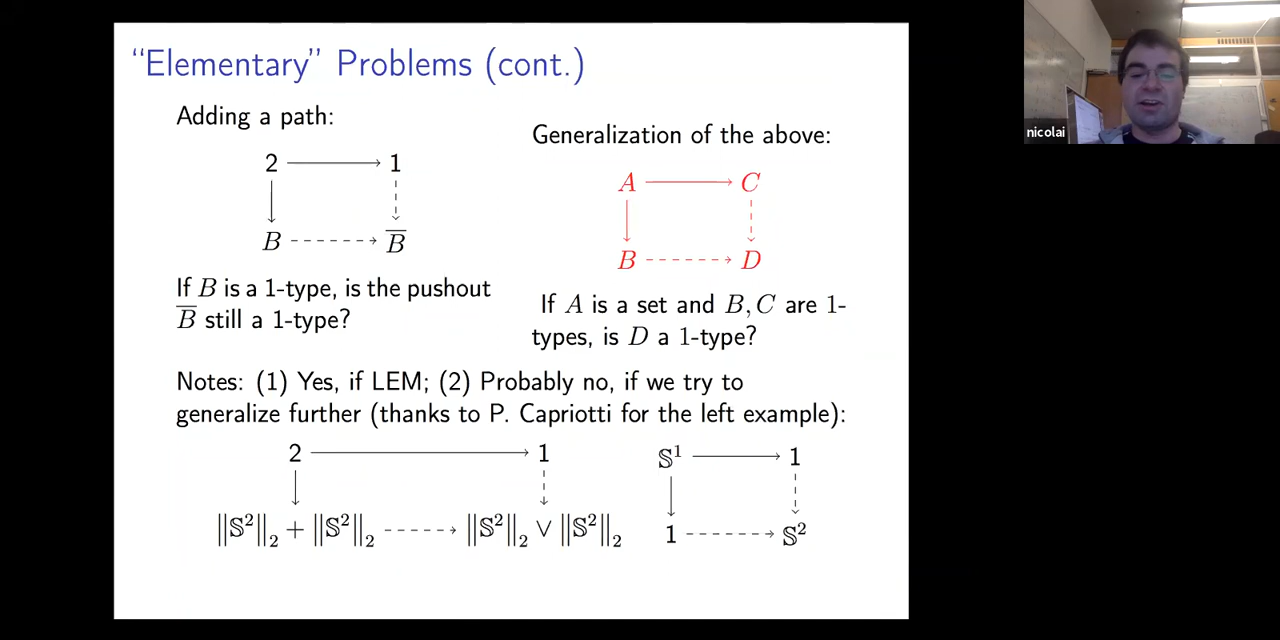 “Elementary” Problems (cont.)
Adding a path:
2 1
B B̅
If B is a 1-type, is the pushout
B̅ still a 1-type?
Generalization of the above:
A C
B D
If A is a set and B, C are 1-
types, is D a 1-type?
Notes: (1) Yes, if LEM; (2) Probably no, if we try to
generalize further (thanks to P. Capriotti for the left example):
2 1
‖𝕊²‖₂ + ‖𝕊²‖₂ ‖𝕊²‖₂ ∨ ‖𝕊²‖₂
𝕊¹ 1
1 𝕊²
nicolai